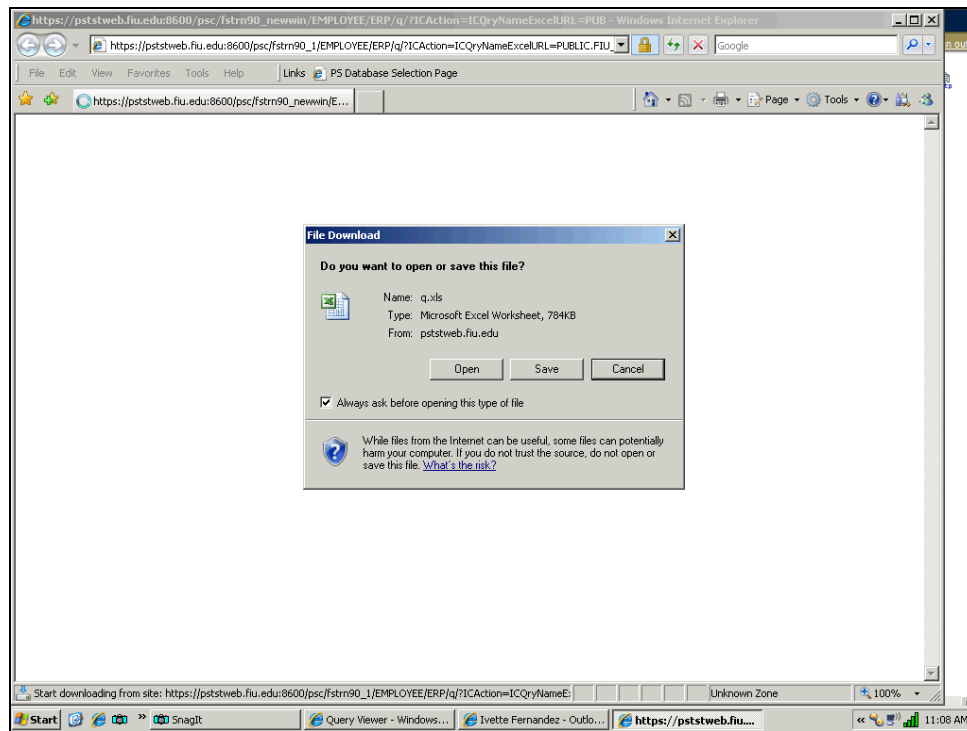 https://pststweb.fiu.edu:8600/psc/fstrn90_newwin/EMPLOYEE/ERP/q/?ICAction=ICQryNameExcelURL=PUB - Windows Internet Explorer
https://pststweb.fiu.edu:8600/psc/fstrn90_1/EMPLOYEE/ERP/q/?ICAction=ICQryNameExcelURL=PUBLIC.FIU_
Google
n out
File Edit View Favorites Tools Help Links PS Database Selection Page
https://pststweb.fiu.edu:8600/psc/fstrn90_newwin/E...
Page Tools
File Download
Do you want to open or save this file?
Name: q.xls
Type: Microsoft Excel Worksheet, 784KB
From: pststweb.fiu.edu
Open Save Cancel
Always ask before opening this type of file
While files from the Internet can be useful, some files can potentially
harm your computer. If you do not trust the source, do not open or
save this file. What's the risk?
Start downloading from site: https://pststweb.fiu.edu:8600/psc/fstrn90_1/EMPLOYEE/ERP/q/?ICAction=ICQryNameE: Unknown Zone 100%
Start » SnagIt Query Viewer - Windows... Ivette Fernandez - Outlo... https://pststweb.fiu.... « 11:08 AM